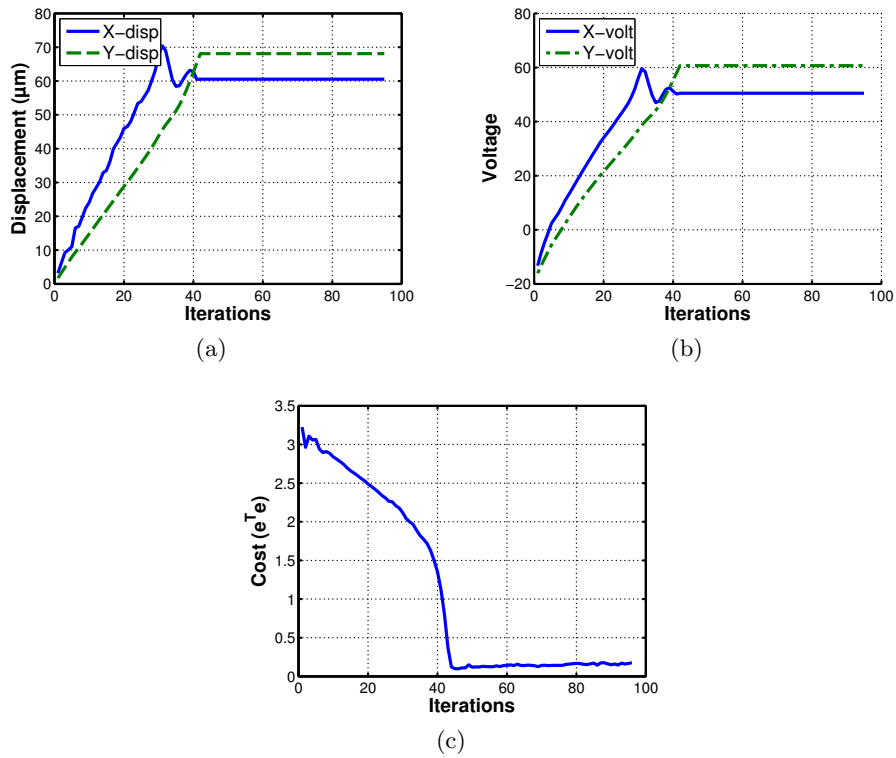 80
70
60
50
40
30
20
10
0
Displacement (μm)
X−disp
Y−disp
0 20 40 60 80 100
Iterations
(a)
80
60
40
20
0
−20
Voltage
X−volt
Y−volt
0 20 40 60 80 100
Iterations
(b)
3.5
3
2.5
2
1.5
1
0.5
0
Cost (eᵀe)
0 20 40 60 80 100
Iterations
(c)